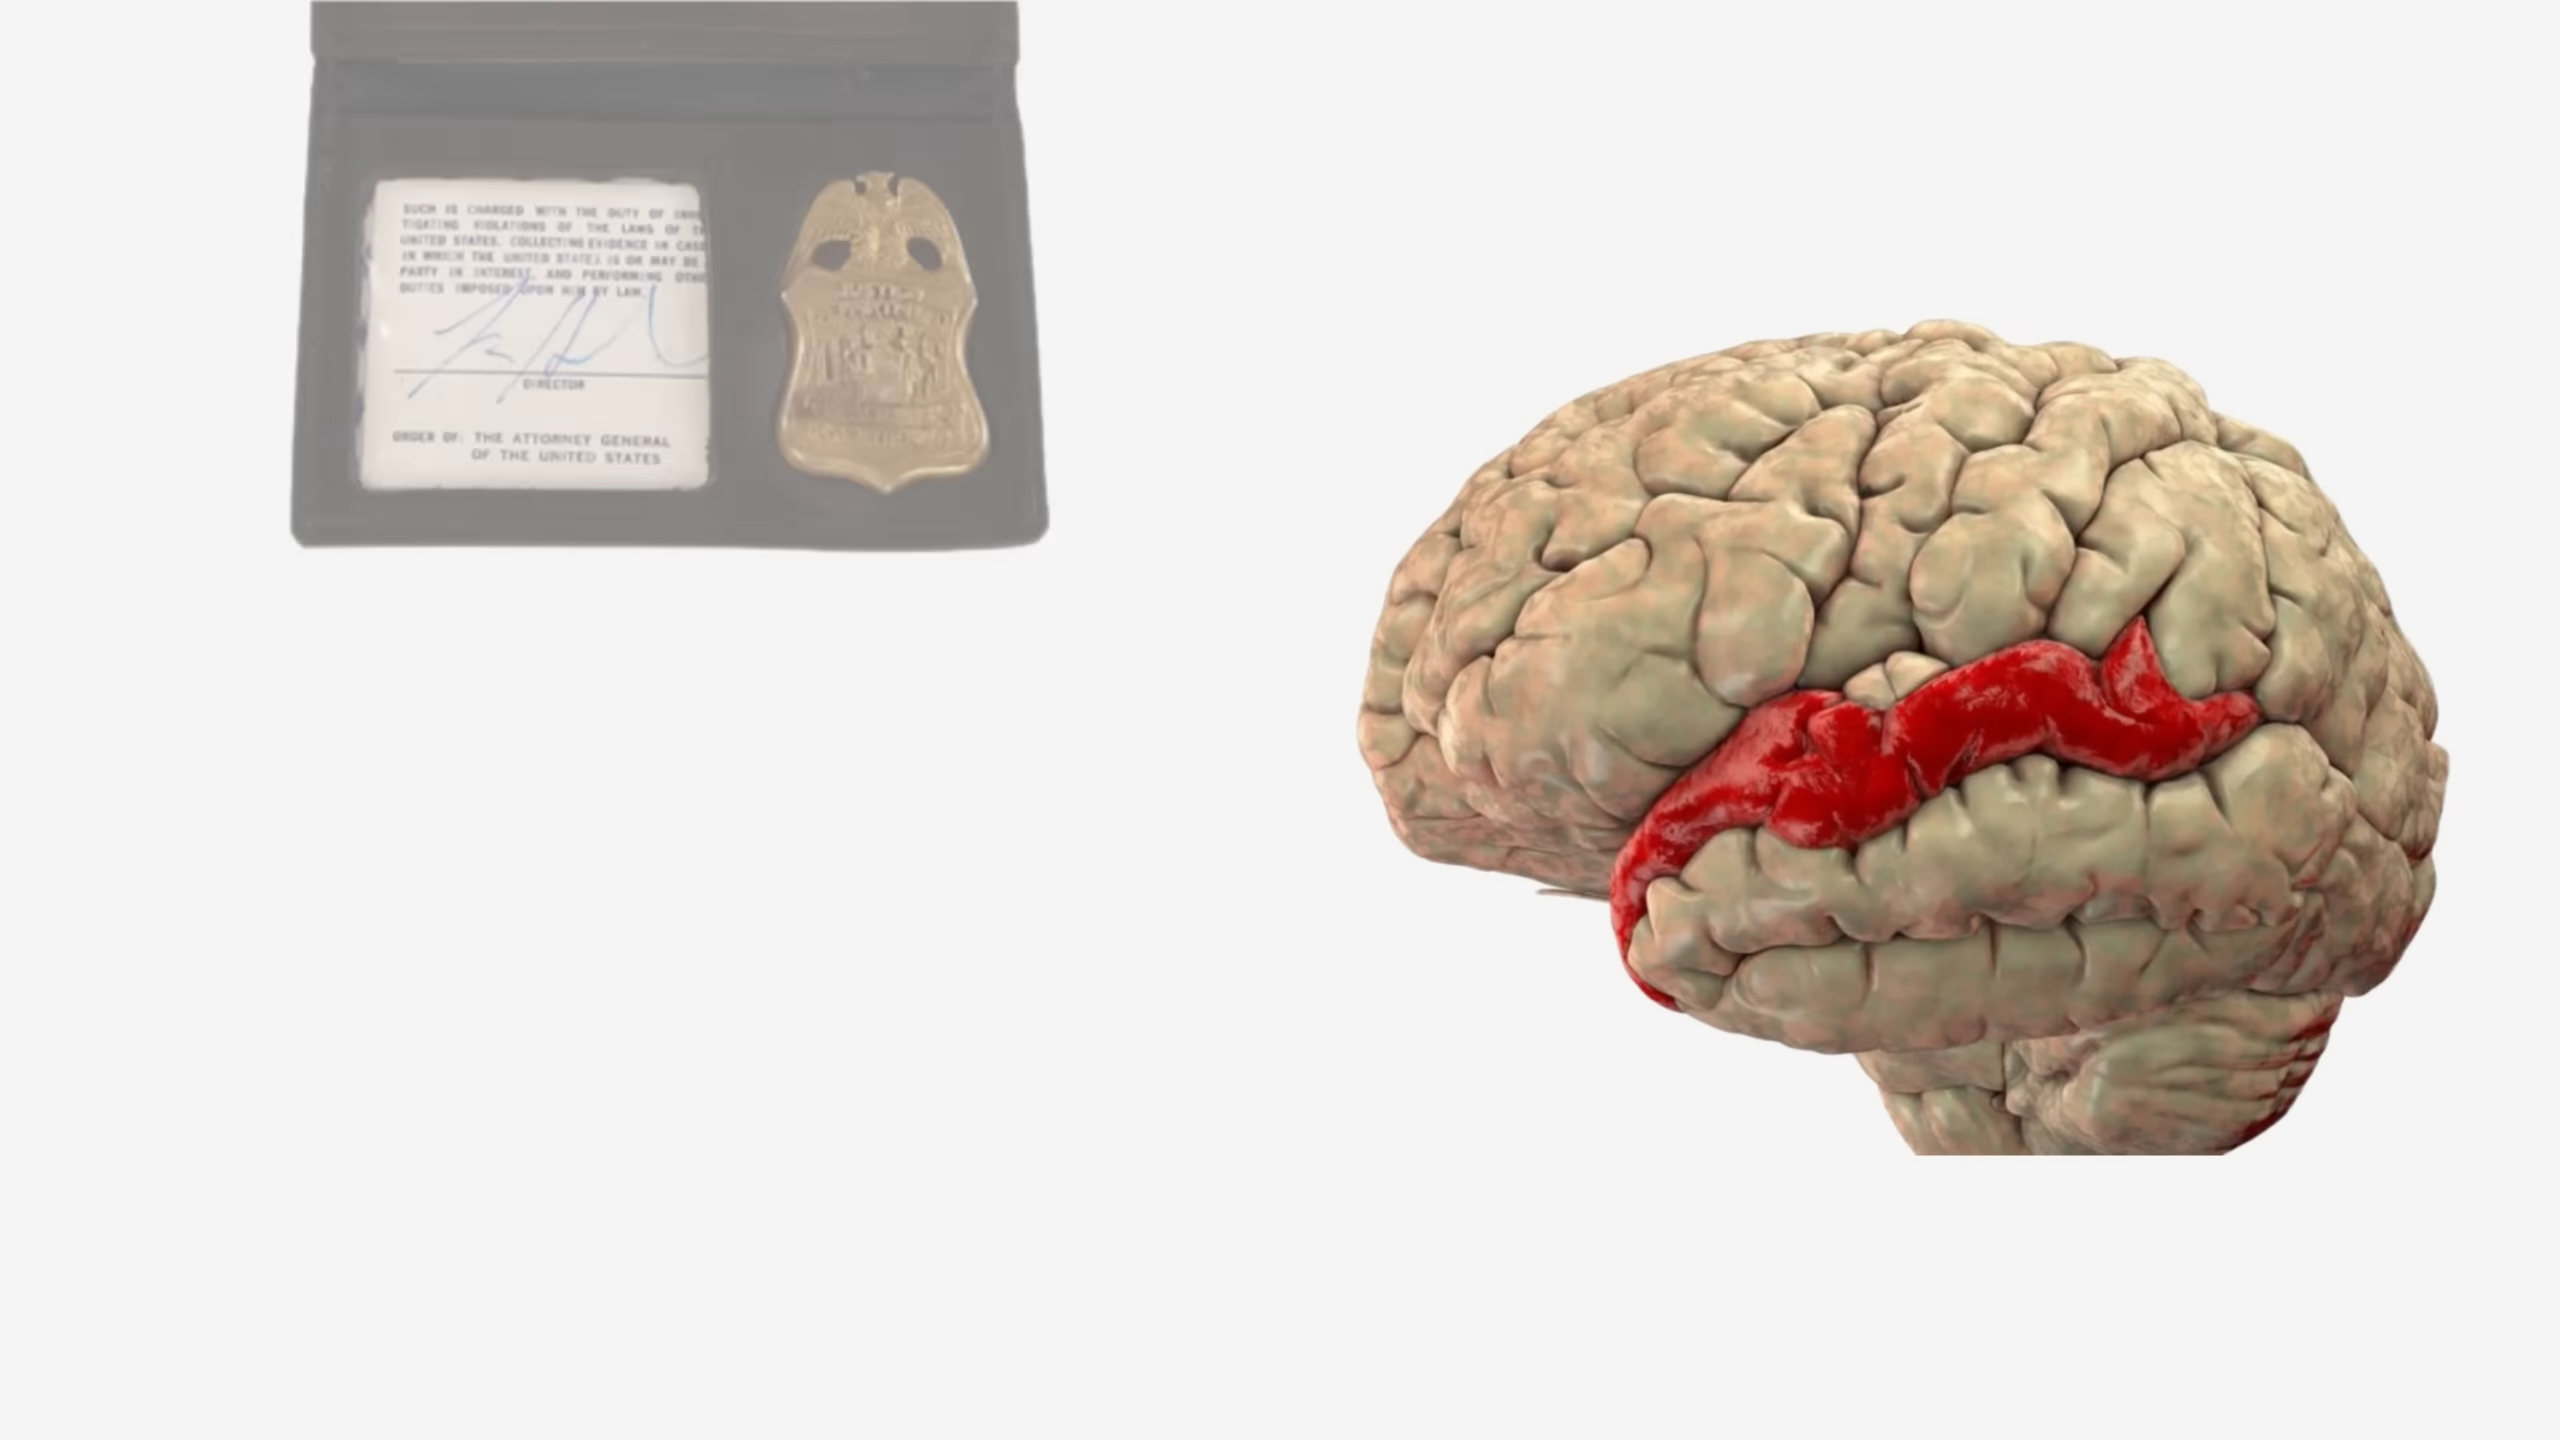 SUCH IS CHARGED WITH THE DUTY OF
TIGATING VIOLATIONS OF THE LAWS OF
UNITED STATES, COLLECTING EVIDENCE IN
IN WHICH THE UNITED STATES IS OR MAY BE
PARTY IN INTEREST, AND PERFORMING
DUTIES IMPOSED UPON HIM BY LAW.
DIRECTOR
ORDER OF: THE ATTORNEY GENERAL
OF THE UNITED STATES
JUSTICE
DEPARTMENT